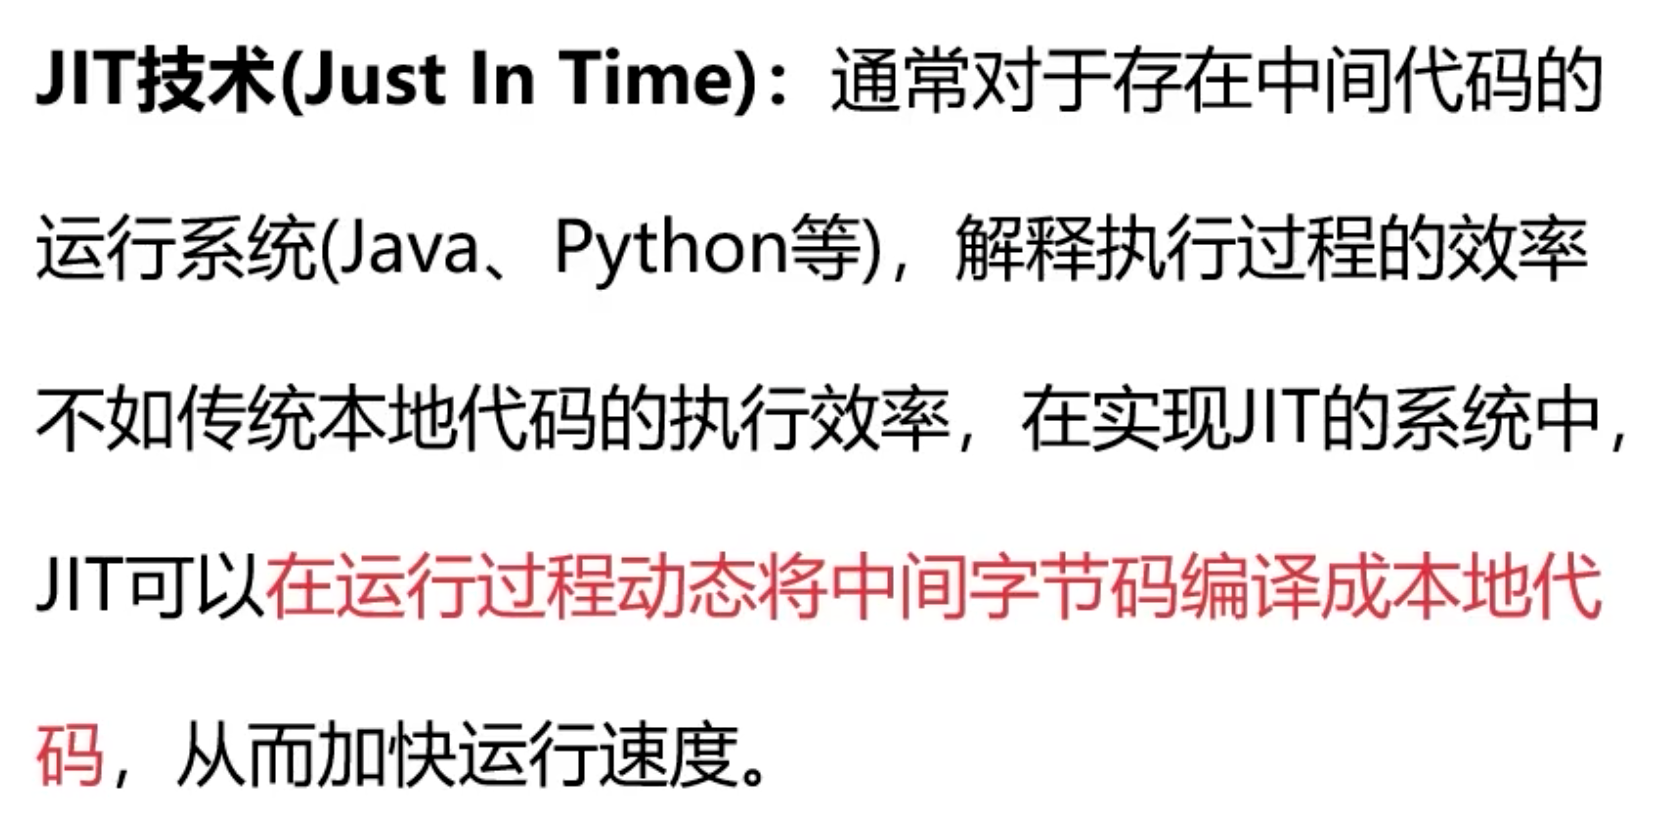 JIT技术(Just In Time)：通常对于存在中间代码的
运行系统(Java、Python等)，解释执行过程的效率
不如传统本地代码的执行效率，在实现JIT的系统中，
JIT可以在运行过程动态将中间字节码编译成本地代
码，从而加快运行速度。